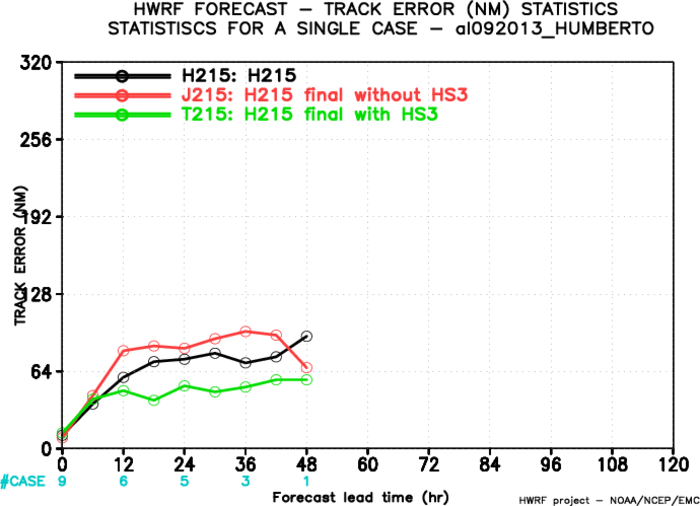 HWRF FORECAST – TRACK ERROR (NM) STATISTICS
STATISTISCS FOR A SINGLE CASE – al092013_HUMBERTO
H215: H215
J215: H215 final without HS3
T215: H215 final with HS3
TRACK ERROR (NM)
320
256
192
128
64
0
0 12 24 36 48 60 72 84 96 108 120
#CASE 9 6 5 3 1
Forecast lead time (hr)
HWRF project – NOAA/NCEP/EMC